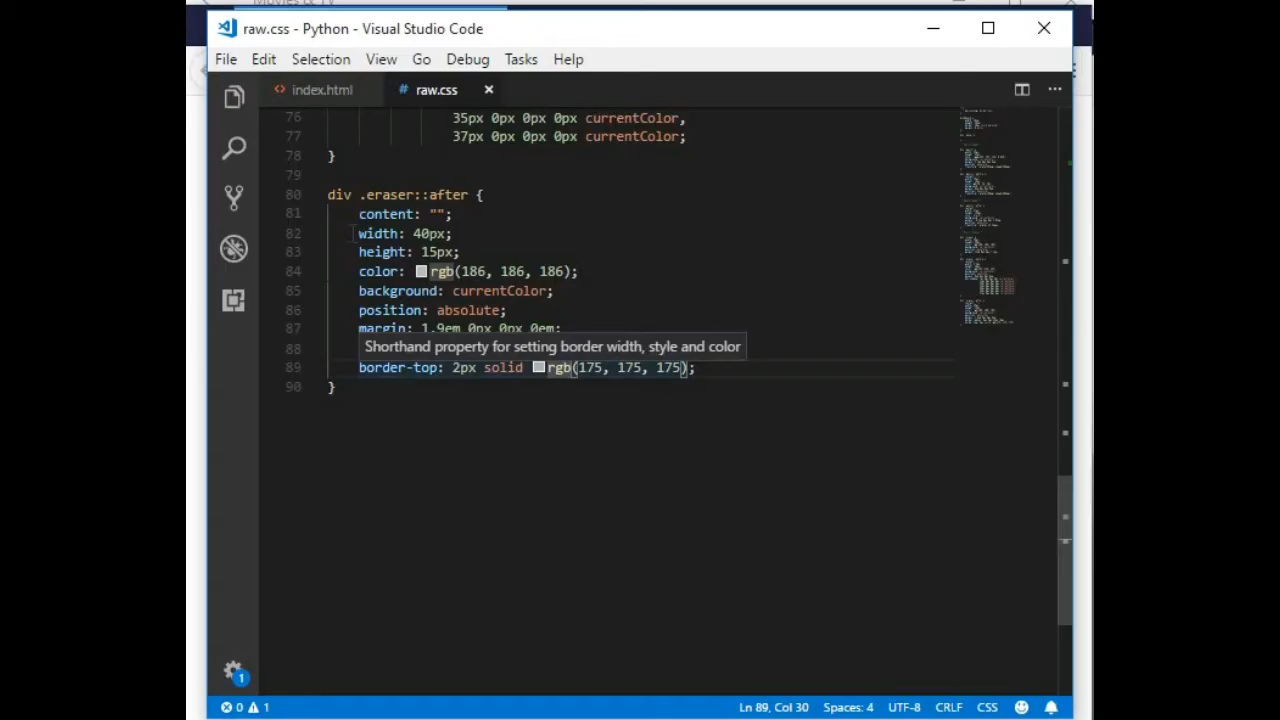 Movies & TV
raw.css - Python - Visual Studio Code
File Edit Selection View Go Debug Tasks Help
<> index.html # raw.css ×
76 35px 0px 0px 0px currentColor,
77 37px 0px 0px 0px currentColor;
78 }
79
80 div .eraser::after {
81 content: "";
82 width: 40px;
83 height: 15px;
84 color: rgb(186, 186, 186);
85 background: currentColor;
86 position: absolute;
87 margin: 1.9em 0px 0px 0em;
88 Shorthand property for setting border width, style and color
89 border-top: 2px solid rgb(175, 175, 175);
90 }
1
0 1 Ln 89, Col 30 Spaces: 4 UTF-8 CRLF CSS